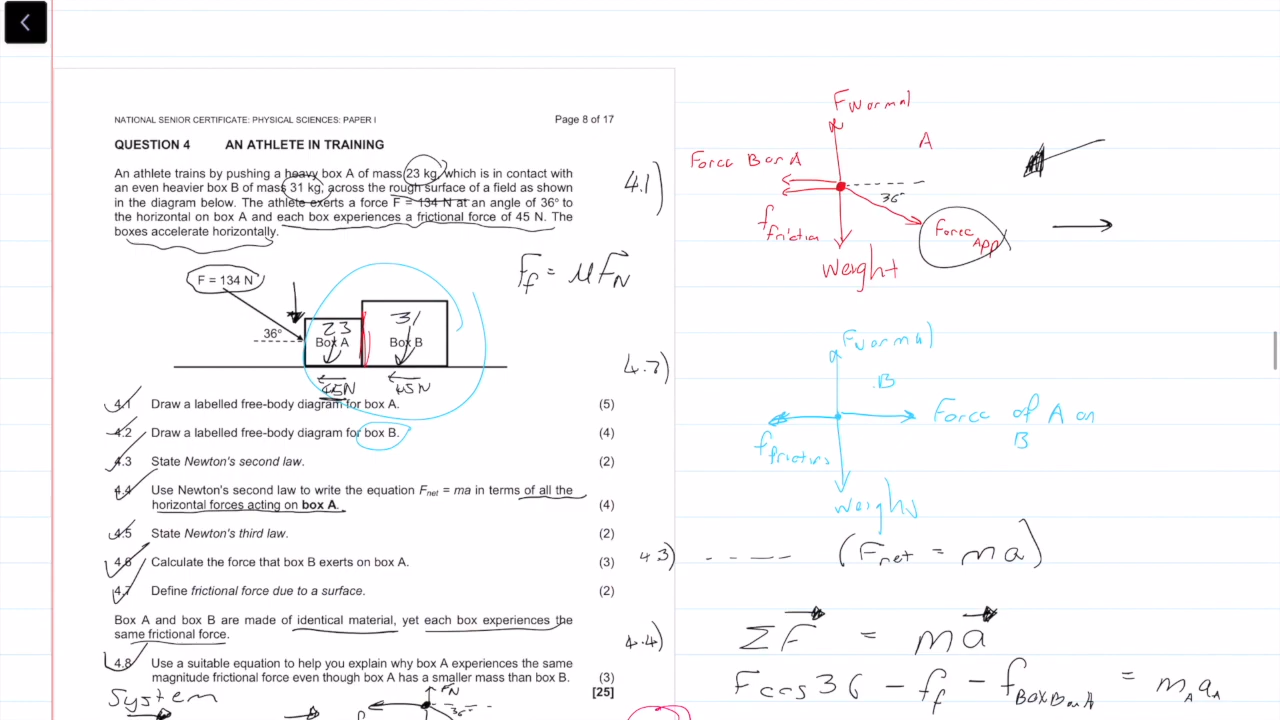 NATIONAL SENIOR CERTIFICATE: PHYSICAL SCIENCES: PAPER I
Page 8 of 17
QUESTION 4 AN ATHLETE IN TRAINING
An athlete trains by pushing a heavy box A of mass 23 kg, which is in contact with
an even heavier box B of mass 31 kg, across the rough surface of a field as shown
in the diagram below. The athlete exerts a force F = 134 N at an angle of 36° to
the horizontal on box A and each box experiences a frictional force of 45 N. The
boxes accelerate horizontally.
F = 134 N
36°
23
Box A
31
Box B
45N
45N
Ff = μFN
4.1 Draw a labelled free-body diagram for box A. (5)
4.2 Draw a labelled free-body diagram for box B. (4)
4.3 State Newton's second law. (2)
4.4 Use Newton's second law to write the equation Fnet = ma in terms of all the
horizontal forces acting on box A. (4)
4.5 State Newton's third law. (2)
4.6 Calculate the force that box B exerts on box A. (3)
4.7 Define frictional force due to a surface. (2)
Box A and box B are made of identical material, yet each box experiences the
same frictional force.
4.8 Use a suitable equation to help you explain why box A experiences the same
magnitude frictional force even though box A has a smaller mass than box B. (3)
[25]
System
FN
36°
4.1)
FNormal
A
Force B on A
36°
ffriction
Force App
Weight
4.2)
FNormal
B
Force of A on
B
ffriction
Weight
4.3) ----- (Fnet = ma)
4.4)
ΣF = ma
Fcos36 - ff - fBOXBonA = mAaA